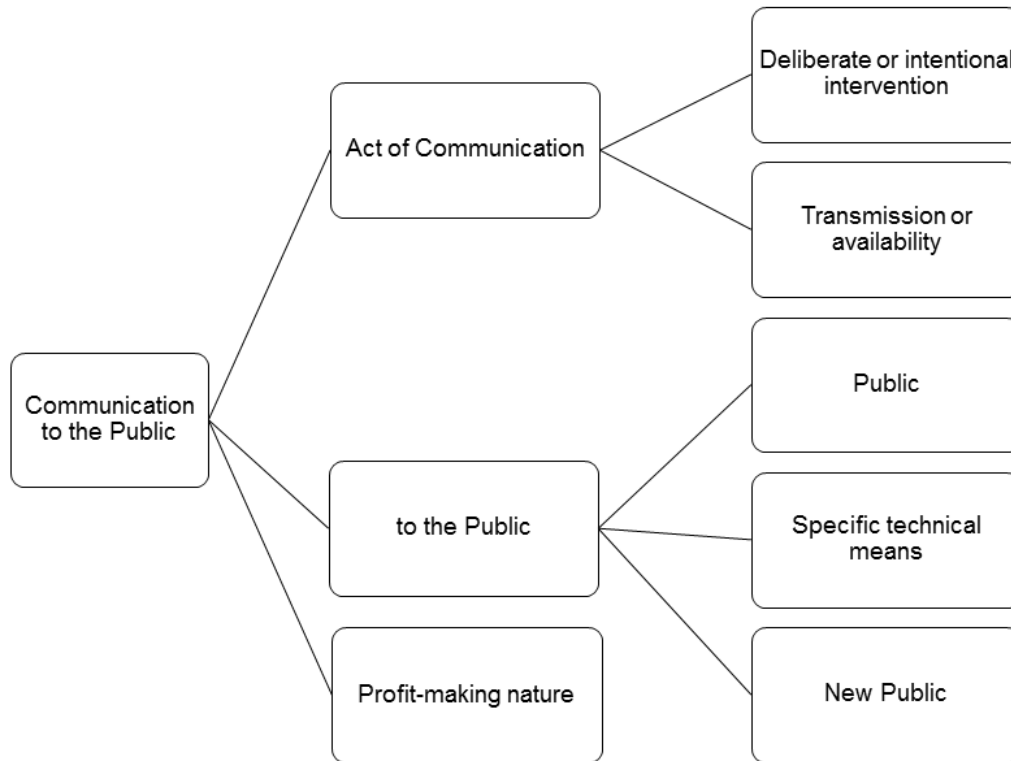 Deliberate or intentional
intervention
Act of Communication
Transmission or
availability
Communication
to the Public
Public
to the Public
Specific technical
means
Profit-making nature
New Public